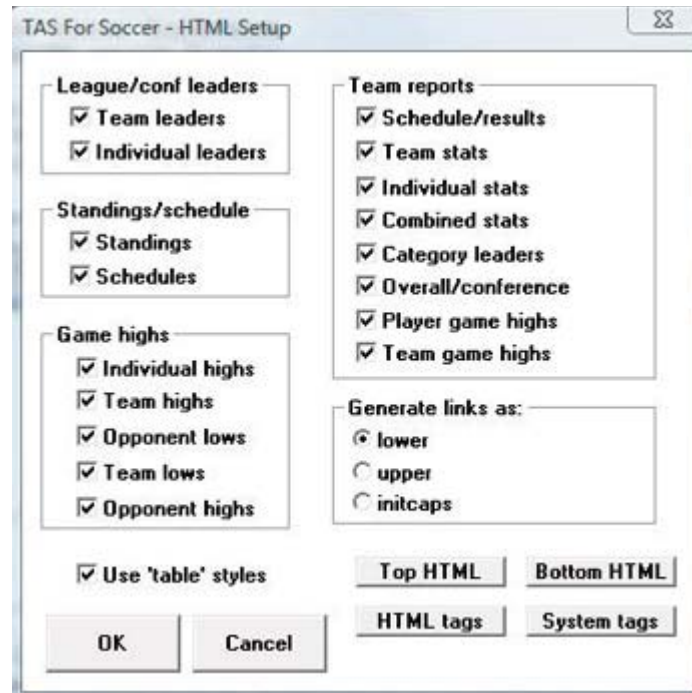 TAS For Soccer - HTML Setup
League/conf leaders
Team leaders
Individual leaders
Standings/schedule
Standings
Schedules
Game highs
Individual highs
Team highs
Opponent lows
Team lows
Opponent highs
Use 'table' styles
OK
Cancel
Team reports
Schedule/results
Team stats
Individual stats
Combined stats
Category leaders
Overall/conference
Player game highs
Team game highs
Generate links as:
lower
upper
initcaps
Top HTML
Bottom HTML
HTML tags
System tags